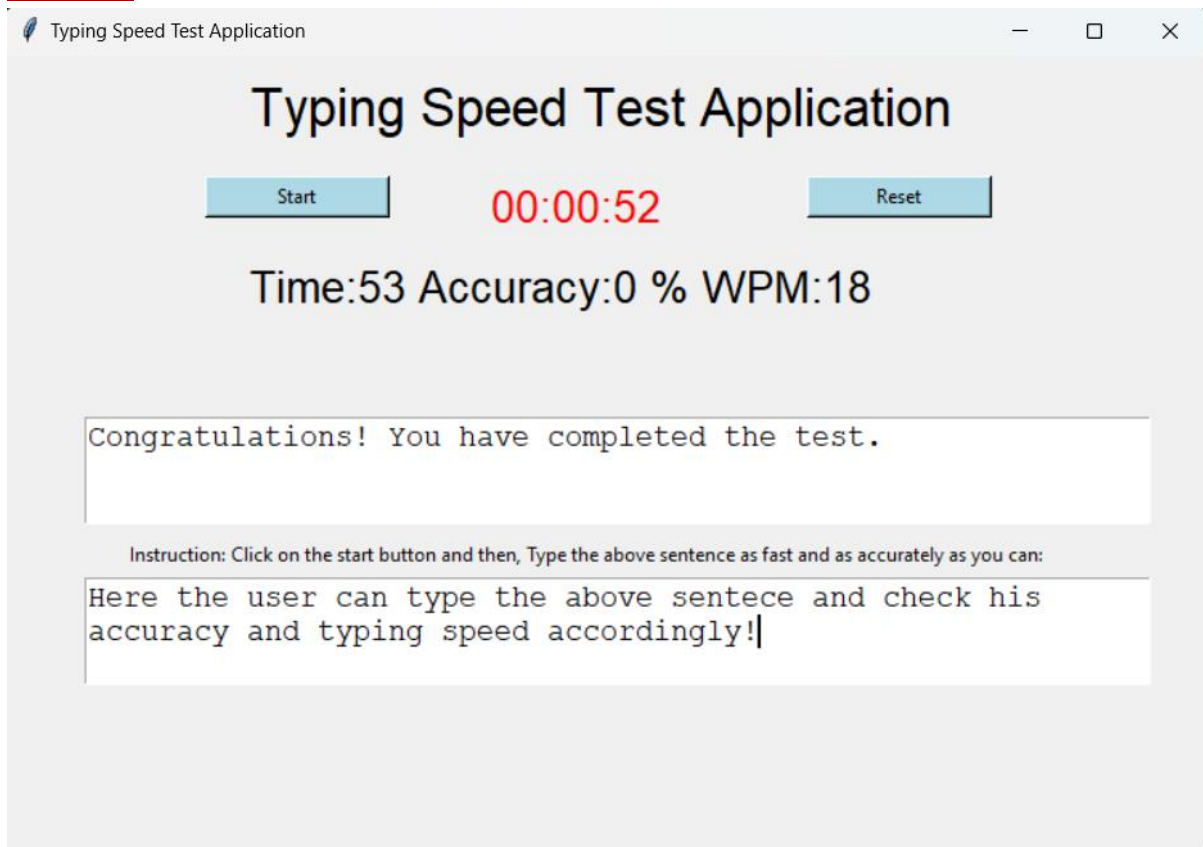 Typing Speed Test Application
Typing Speed Test Application
Start 00:00:52 Reset
Time:53 Accuracy:0 % WPM:18
Congratulations! You have completed the test.
Instruction: Click on the start button and then, Type the above sentence as fast and as accurately as you can:
Here the user can type the above sentece and check his
accuracy and typing speed accordingly!